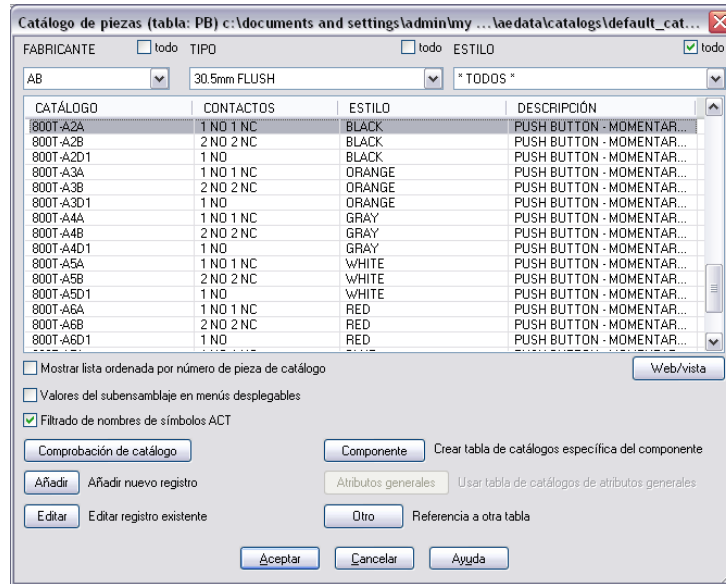 Catálogo de piezas (tabla: PB) c:\documents and settings\admin\my ...\aedata\catalogs\default_cat...
FABRICANTE todo TIPO todo ESTILO todo
AB 30.5mm FLUSH * TODOS *
CATÁLOGO CONTACTOS ESTILO DESCRIPCIÓN
800T-A2A 1 NO 1 NC BLACK PUSH BUTTON - MOMENTAR...
800T-A2B 2 NO 2 NC BLACK PUSH BUTTON - MOMENTAR...
800T-A2D1 1 NO BLACK PUSH BUTTON - MOMENTAR...
800T-A3A 1 NO 1 NC ORANGE PUSH BUTTON - MOMENTAR...
800T-A3B 2 NO 2 NC ORANGE PUSH BUTTON - MOMENTAR...
800T-A3D1 1 NO ORANGE PUSH BUTTON - MOMENTAR...
800T-A4A 1 NO 1 NC GRAY PUSH BUTTON - MOMENTAR...
800T-A4B 2 NO 2 NC GRAY PUSH BUTTON - MOMENTAR...
800T-A4D1 1 NO GRAY PUSH BUTTON - MOMENTAR...
800T-A5A 1 NO 1 NC WHITE PUSH BUTTON - MOMENTAR...
800T-A5B 2 NO 2 NC WHITE PUSH BUTTON - MOMENTAR...
800T-A5D1 1 NO WHITE PUSH BUTTON - MOMENTAR...
800T-A6A 1 NO 1 NC RED PUSH BUTTON - MOMENTAR...
800T-A6B 2 NO 2 NC RED PUSH BUTTON - MOMENTAR...
800T-A6D1 1 NO RED PUSH BUTTON - MOMENTAR...
Mostrar lista ordenada por número de pieza de catálogo Web/vista
Valores del subensamblaje en menús desplegables
Filtrado de nombres de símbolos ACT
Comprobación de catálogo Componente Crear tabla de catálogos específica del componente
Añadir Añadir nuevo registro Atributos generales Usar tabla de catálogos de atributos generales
Editar Editar registro existente Otro Referencia a otra tabla
Aceptar Cancelar Ayuda